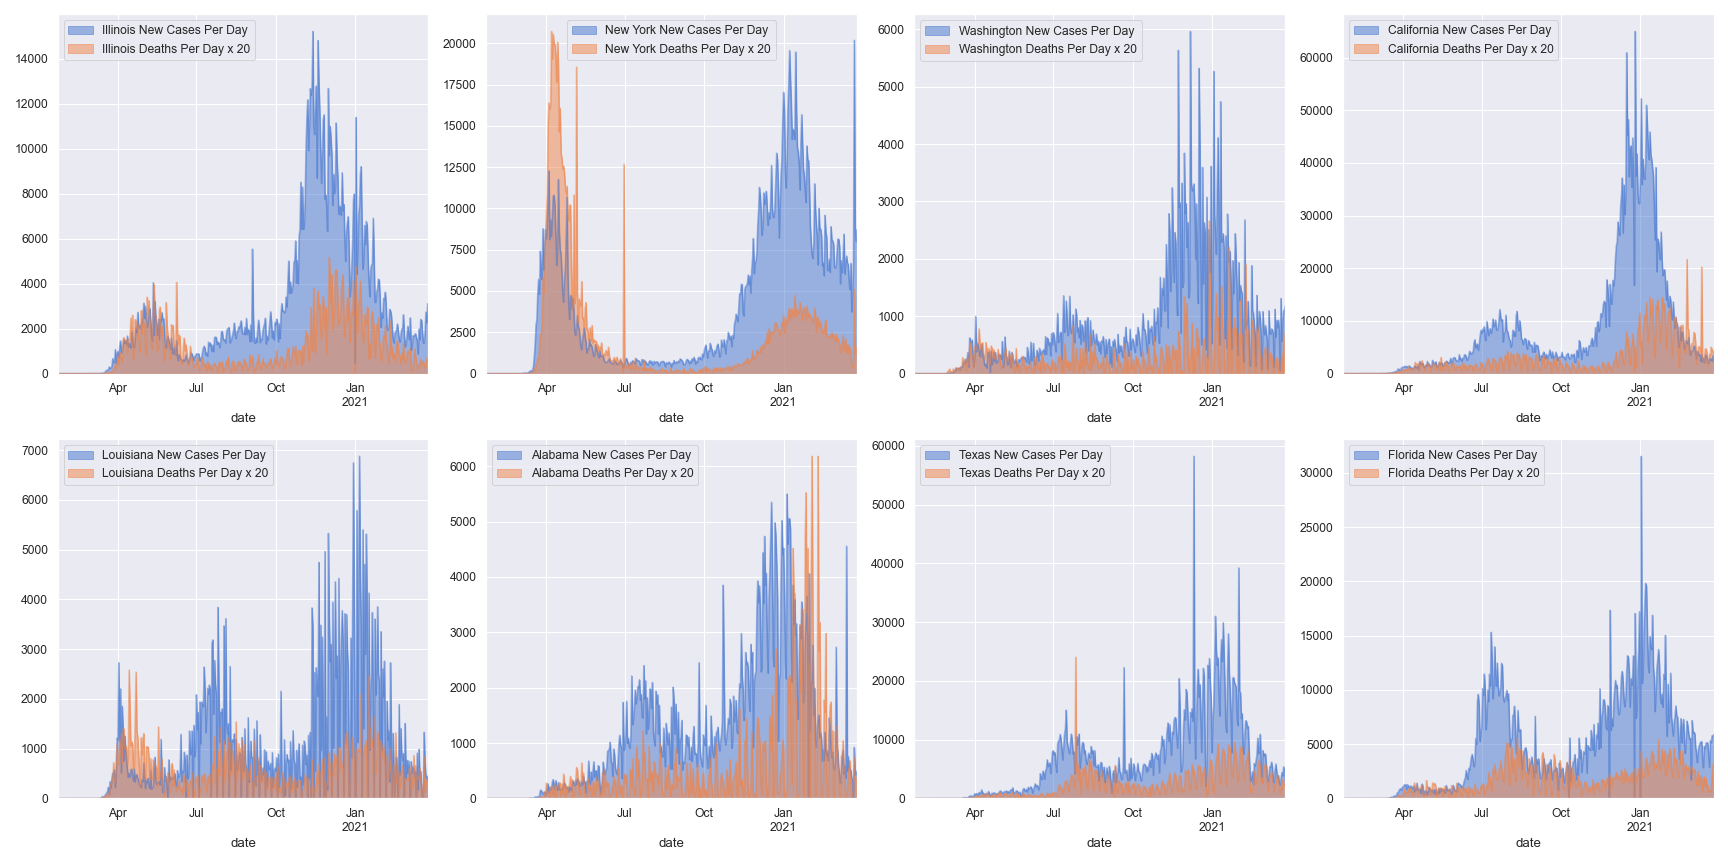 Illinois New Cases Per Day
Illinois Deaths Per Day x 20
14000
12000
10000
8000
6000
4000
2000
0
Apr
Jul
Oct
Jan
2021
date
New York New Cases Per Day
New York Deaths Per Day x 20
20000
17500
15000
12500
10000
7500
5000
2500
0
Apr
Jul
Oct
Jan
2021
date
Washington New Cases Per Day
Washington Deaths Per Day x 20
6000
5000
4000
3000
2000
1000
0
Apr
Jul
Oct
Jan
2021
date
California New Cases Per Day
California Deaths Per Day x 20
60000
50000
40000
30000
20000
10000
0
Apr
Jul
Oct
Jan
2021
date
Louisiana New Cases Per Day
Louisiana Deaths Per Day x 20
7000
6000
5000
4000
3000
2000
1000
0
Apr
Jul
Oct
Jan
2021
date
Alabama New Cases Per Day
Alabama Deaths Per Day x 20
6000
5000
4000
3000
2000
1000
0
Apr
Jul
Oct
Jan
2021
date
Texas New Cases Per Day
Texas Deaths Per Day x 20
60000
50000
40000
30000
20000
10000
0
Apr
Jul
Oct
Jan
2021
date
Florida New Cases Per Day
Florida Deaths Per Day x 20
30000
25000
20000
15000
10000
5000
0
Apr
Jul
Oct
Jan
2021
date